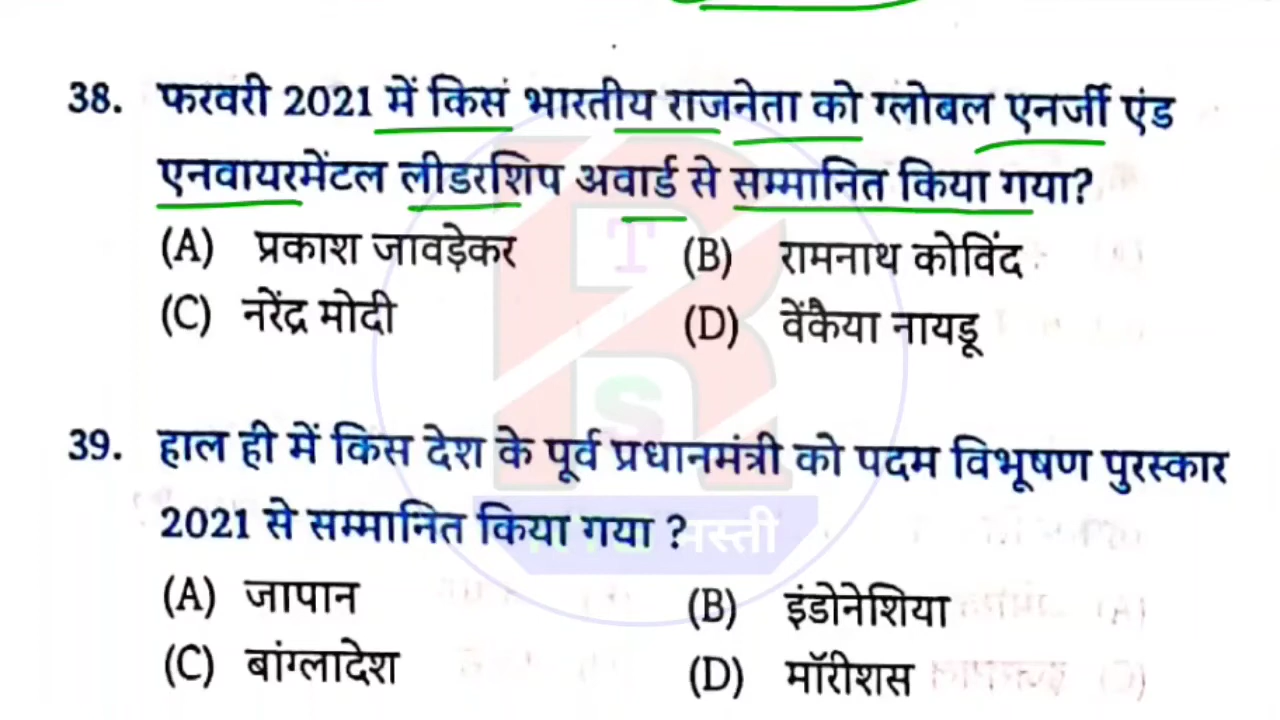 38. फरवरी 2021 में किसं भारतीय राजनेता को ग्लोबल एनर्जी एंड
एनवायरमेंटल लीडरशिप अवार्ड से सम्मानित किया गया?
(A) प्रकाश जावड़ेकर (B) रामनाथ कोविंद
(C) नरेंद्र मोदी (D) वेंकैया नायडू
39. हाल ही में किस देश के पूर्व प्रधानमंत्री को पदम विभूषण पुरस्कार
2021 से सम्मानित किया गया ?
(A) जापान (B) इंडोनेशिया
(C) बांग्लादेश (D) मॉरीशस
R
T
S
मस्ती